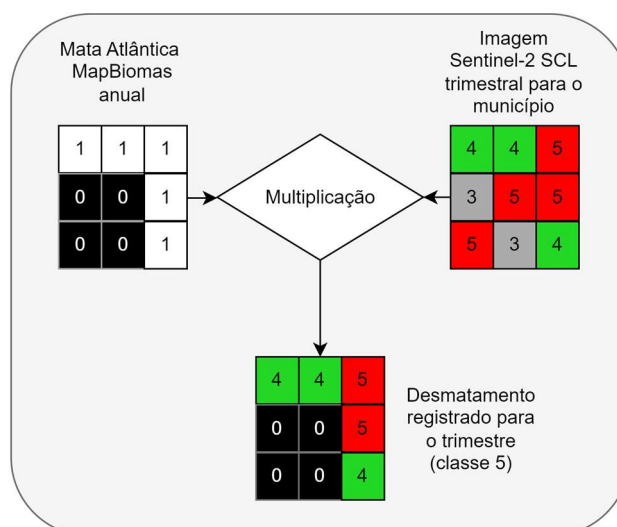 Mata Atlântica
MapBiomas
anual
1 1 1
0 0 1
0 0 1
Multiplicação
Imagem
Sentinel-2 SCL
trimestral para o
município
4 4 5
3 5 5
5 3 4
4 4 5
0 0 5
0 0 4
Desmatamento
registrado para
o trimestre
(classe 5)